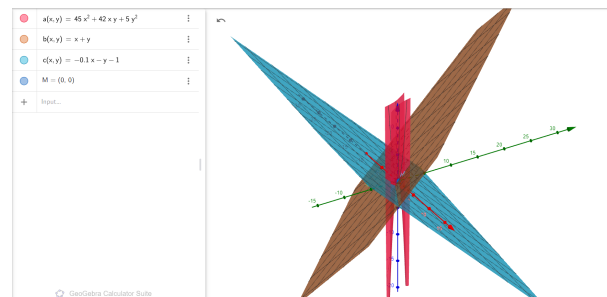 a(x, y) = 45 x² + 42 x y + 5 y²
b(x, y) = x + y
c(x, y) = −0.1 x − y − 1
M = (0, 0)
+ Input...
GeoGebra Calculator Suite
-15
-10
10
15
20
25
30